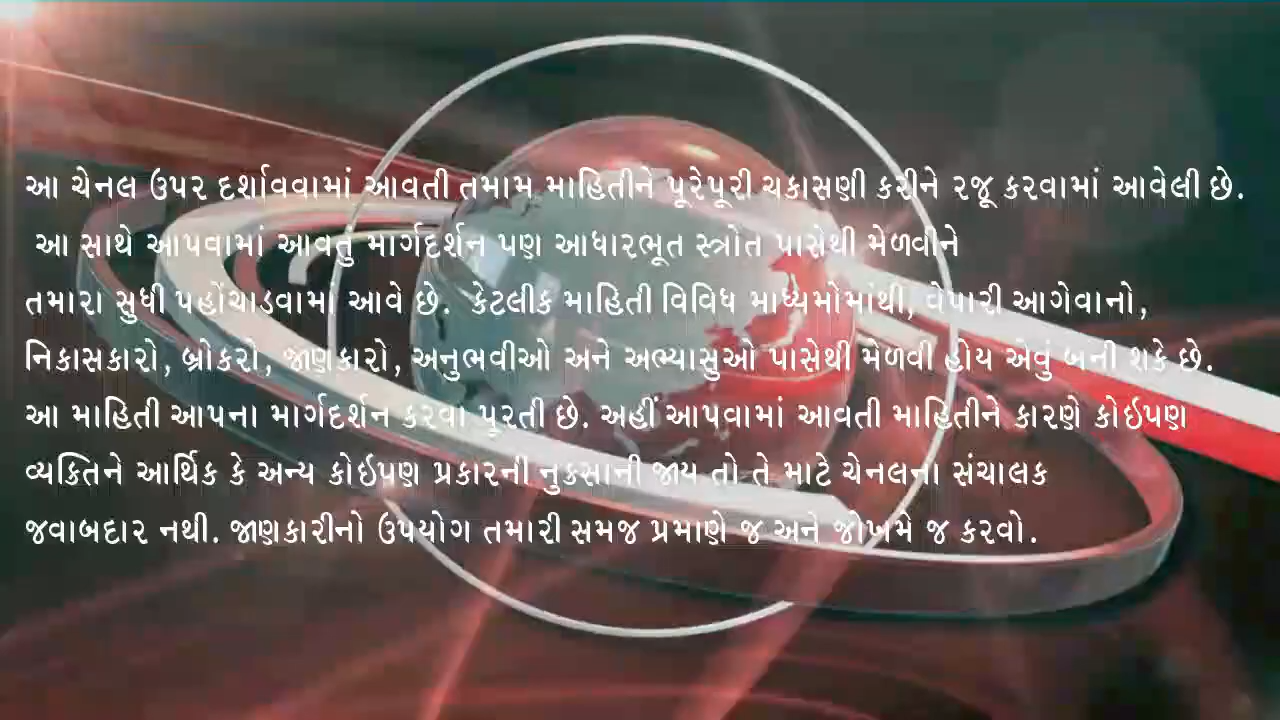 આ ચેનલ ઉપર દર્શાવવામાં આવતી તમામ માહિતીને પૂરેપૂરી ચકાસણી કરીને રજૂ કરવામાં આવેલી છે.
આ સાથે આપવામાં આવતુ માર્ગદર્શન પણ આધારભૂત સ્ત્રોત પાસેથી મેળવીને
તમારા સુધી પહોંચાડવામાં આવે છે. કેટલીક માહિતી વિવિધ માધ્યમોમાંથી, વેપારી આગેવાનો,
નિકાસકારો, બ્રોકરો, જાણકારો, અનુભવીઓ અને અભ્યાસુઓ પાસેથી મેળવી હોય એવું બની શકે છે.
આ માહિતી આપના માર્ગદર્શન કરવા પૂરતી છે. અહીં આપવામાં આવતી માહિતીને કારણે કોઇપણ
વ્યકિતને આર્થિક કે અન્ય કોઇપણ પ્રકારની નુકસાની જાય તો તે માટે ચેનલના સંચાલક
જવાબદાર નથી. જાણકારીનો ઉપયોગ તમારી સમજ પ્રમાણે જ અને જોખમે જ કરવો.